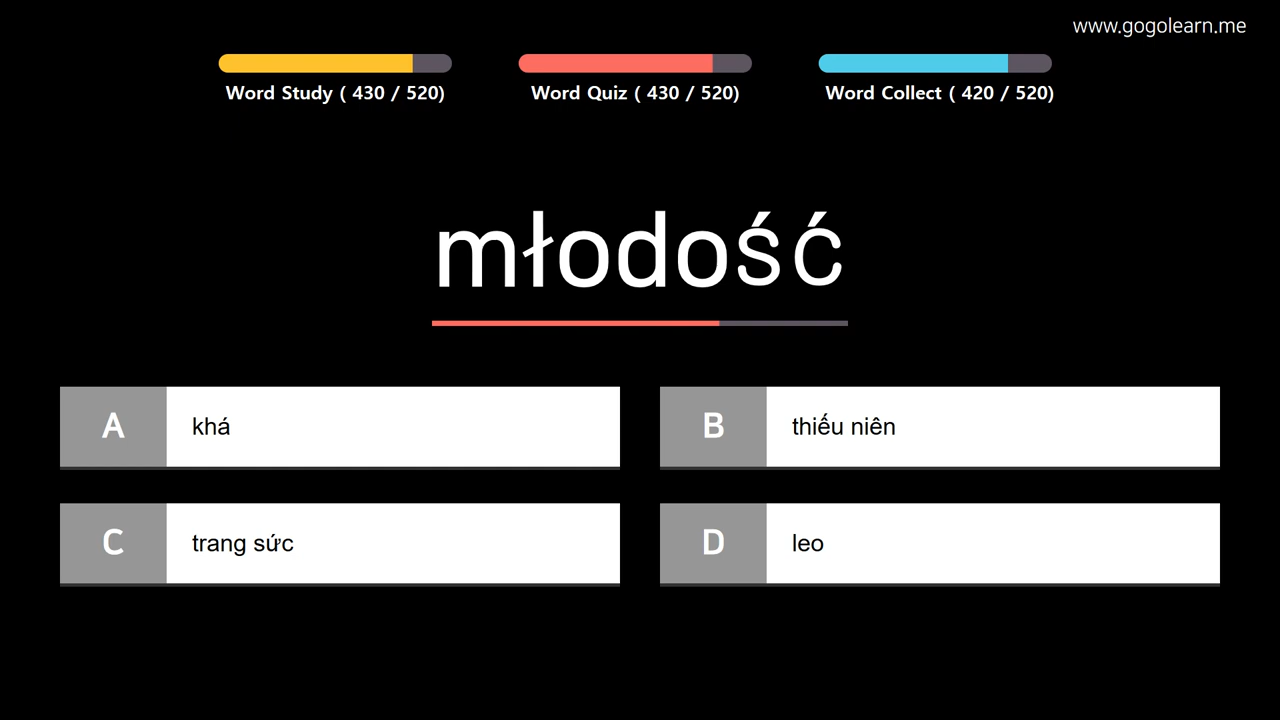 www.gogolearn.me
Word Study ( 430 / 520)
Word Quiz ( 430 / 520)
Word Collect ( 420 / 520)
młodość
A
khá
B
thiếu niên
C
trang sức
D
leo